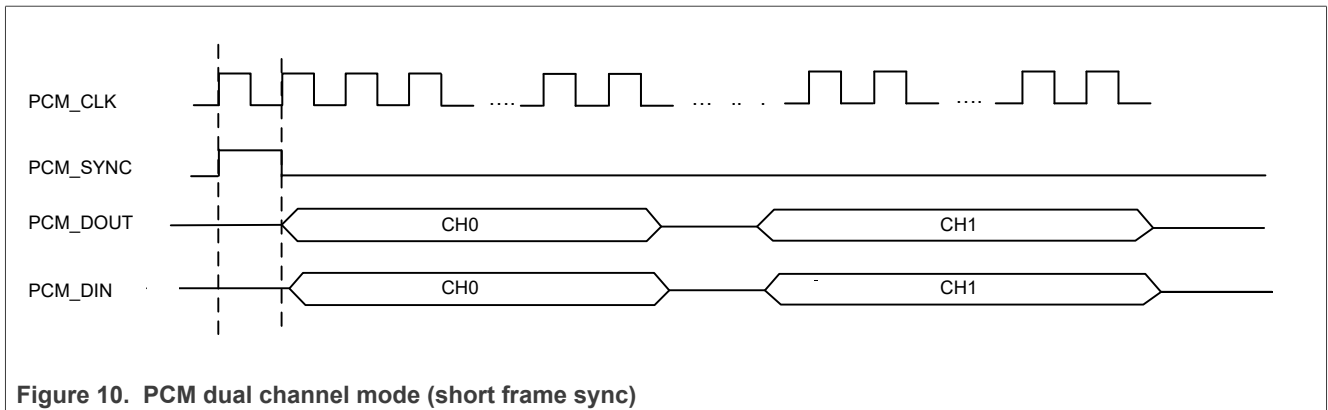 PCM_CLK
PCM_SYNC
PCM_DOUT CH0 CH1
PCM_DIN CH0 CH1
Figure 10. PCM dual channel mode (short frame sync)